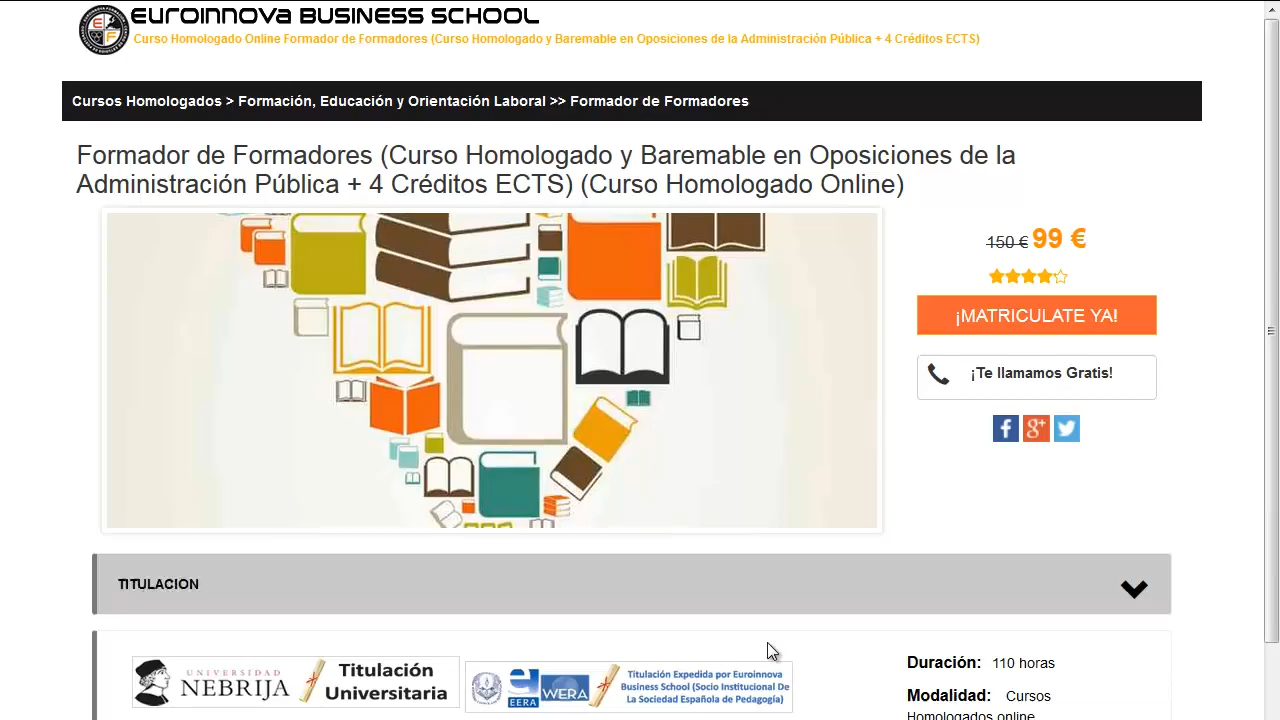 EUROINNOVA BUSINESS SCHOOL
Curso Homologado Online Formador de Formadores (Curso Homologado y Baremable en Oposiciones de la Administración Pública + 4 Créditos ECTS)
Cursos Homologados > Formación, Educación y Orientación Laboral >> Formador de Formadores
Formador de Formadores (Curso Homologado y Baremable en Oposiciones de la
Administración Pública + 4 Créditos ECTS) (Curso Homologado Online)
150 € 99 €
¡MATRICULATE YA!
¡Te llamamos Gratis!
TITULACION
UNIVERSIDAD
NEBRIJA
Titulación
Universitaria
EERA
WERA
Titulación Expedida por Euroinnova
Business School (Socio Institucional De
La Sociedad Española de Pedagogía)
Duración: 110 horas
Modalidad: Cursos
Homologados online